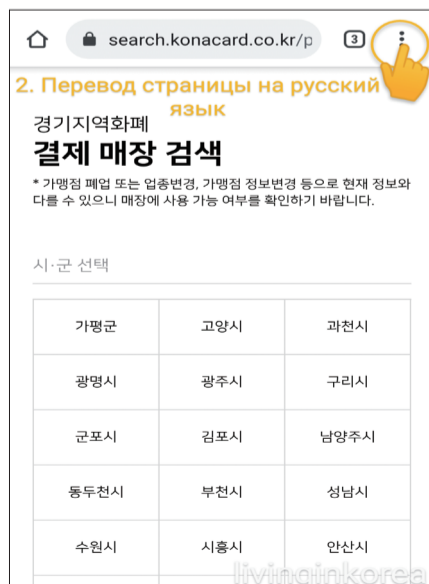 search.konacard.co.kr/p
3
2. Перевод страницы на русский
язык
경기지역화폐
결제 매장 검색
* 가맹점 폐업 또는 업종변경, 가맹점 정보변경 등으로 현재 정보와
다를 수 있으니 매장에 사용 가능 여부를 확인하기 바랍니다.
시·군 선택
가평군 고양시 과천시
광명시 광주시 구리시
군포시 김포시 남양주시
동두천시 부천시 성남시
수원시 시흥시 안산시
livinginkorea